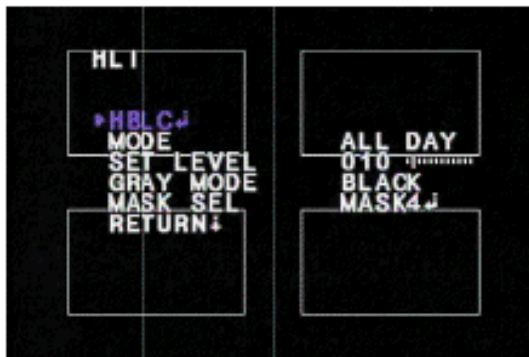 HLI
HBLC↲
MODE ALL DAY
SET LEVEL 010
GRAY MODE BLACK
MASK SEL MASK4↲
RETURN↓